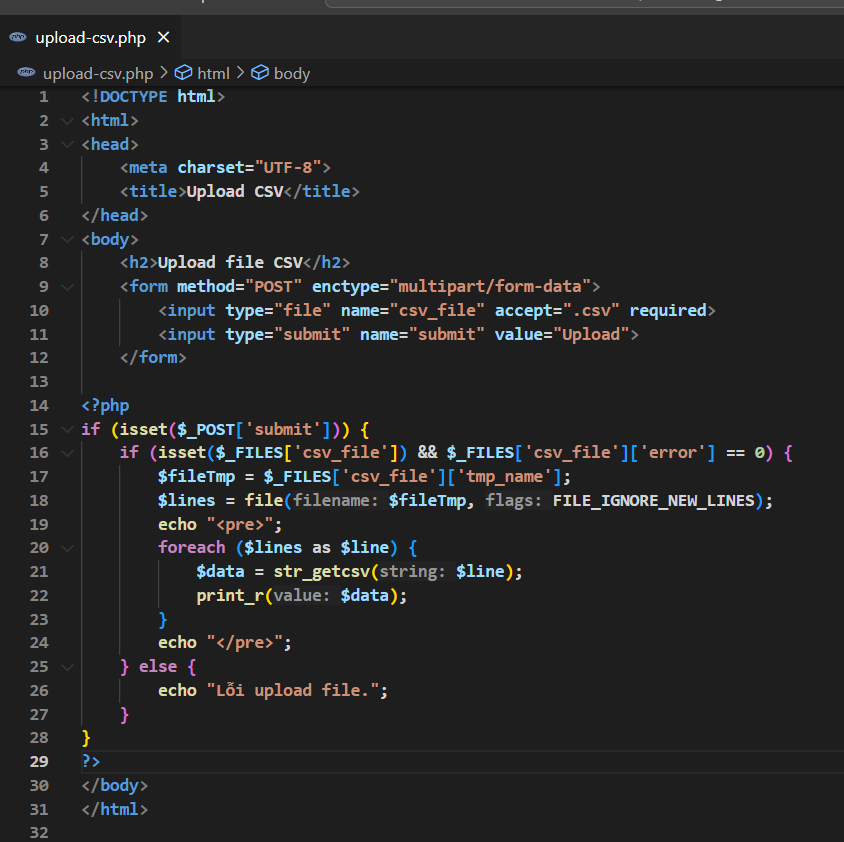 upload-csv.php
upload-csv.php > html > body
1 <!DOCTYPE html>
2 <html>
3 <head>
4     <meta charset="UTF-8">
5     <title>Upload CSV</title>
6 </head>
7 <body>
8     <h2>Upload file CSV</h2>
9     <form method="POST" enctype="multipart/form-data">
10         <input type="file" name="csv_file" accept=".csv" required>
11         <input type="submit" name="submit" value="Upload">
12     </form>
13
14 <?php
15 if (isset($_POST['submit'])) {
16     if (isset($_FILES['csv_file']) && $_FILES['csv_file']['error'] == 0) {
17         $fileTmp = $_FILES['csv_file']['tmp_name'];
18         $lines = file(filename: $fileTmp, flags: FILE_IGNORE_NEW_LINES);
19         echo "<pre>";
20         foreach ($lines as $line) {
21             $data = str_getcsv(string: $line);
22             print_r(value: $data);
23         }
24         echo "</pre>";
25     } else {
26         echo "Lỗi upload file.";
27     }
28 }
29 ?>
30 </body>
31 </html>
32